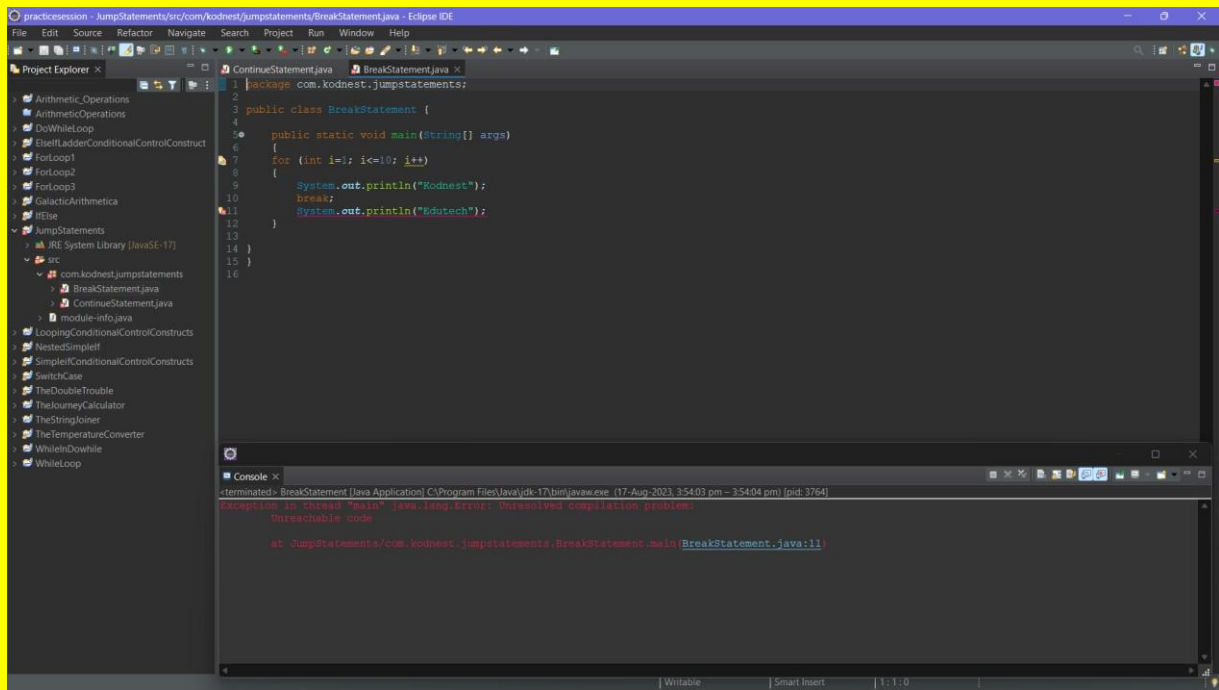 practicesession - JumpStatements/src/com/kodnest/jumpstatements/BreakStatement.java - Eclipse IDE
File Edit Source Refactor Navigate Search Project Run Window Help
Project Explorer
Arithmetic_Operations
ArithmeticOperations
DoWhileLoop
ElseIfLadderConditionalControlConstruct
ForLoop1
ForLoop2
ForLoop3
GalacticArithmetica
IfElse
JumpStatements
JRE System Library [JavaSE-17]
src
com.kodnest.jumpstatements
BreakStatement.java
ContinueStatement.java
module-info.java
LoopingConditionalControlConstructs
NestedSimpleIf
SimpleifConditionalControlConstructs
SwitchCase
TheDoubleTrouble
TheJourneyCalculator
TheStringJoiner
TheTemperatureConverter
WhileInDowhile
WhileLoop
ContinueStatement.java BreakStatement.java
1 package com.kodnest.jumpstatements;
2
3 public class BreakStatement {
4
5 public static void main(String[] args)
6 {
7 for (int i=1; i<=10; i++)
8 {
9 System.out.println("Kodnest");
10 break;
11 System.out.println("Edutech");
12 }
13
14 }
15 }
16
Console
<terminated> BreakStatement [Java Application] C:\Program Files\Java\jdk-17\bin\javaw.exe (17-Aug-2023, 3:54:03 pm – 3:54:04 pm) [pid: 3764]
Exception in thread "main" java.lang.Error: Unresolved compilation problem:
Unreachable code
at JumpStatements/com.kodnest.jumpstatements.BreakStatement.main(BreakStatement.java:11)
Writable Smart Insert 1 : 1 : 0